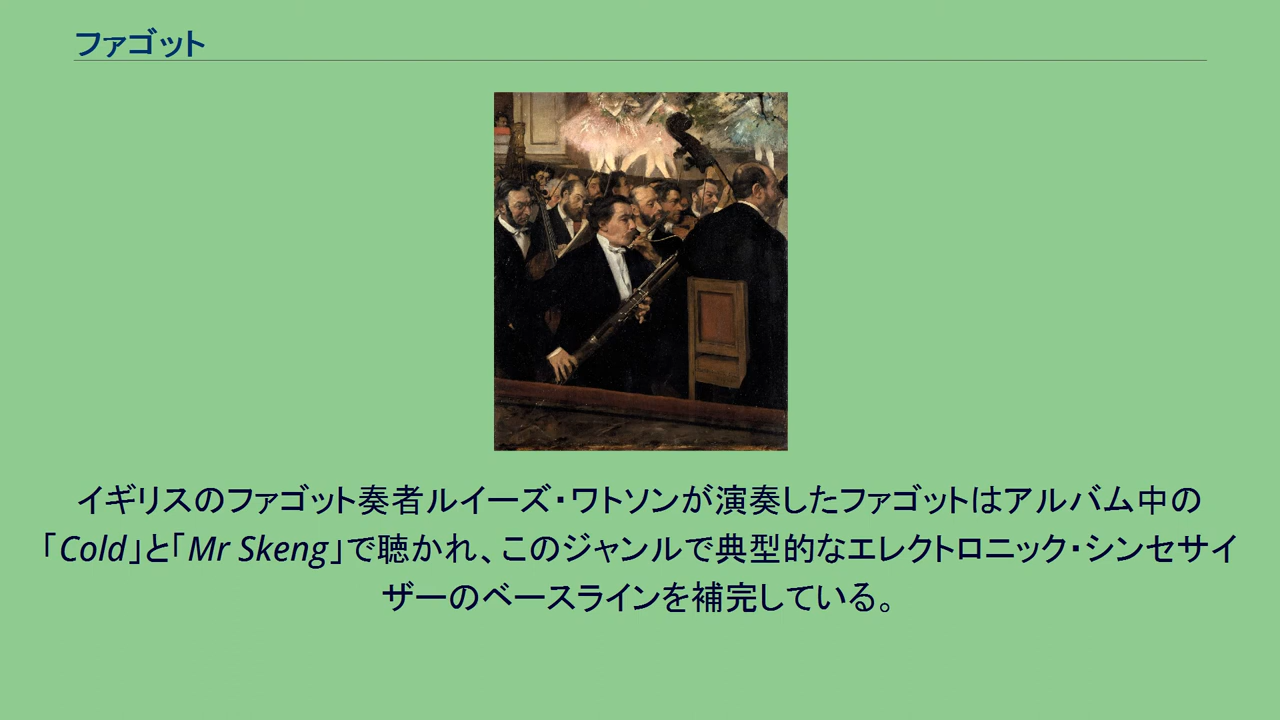 ファゴット
イギリスのファゴット奏者ルイーズ・ワトソンが演奏したファゴットはアルバム中の
「Cold」と「Mr Skeng」で聴かれ、このジャンルで典型的なエレクトロニック・シンセサイ
ザーのベースラインを補完している。